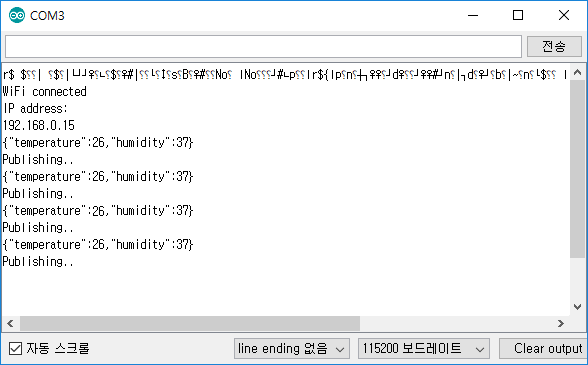 COM3
전송
WiFi connected
IP address:
192.168.0.15
{"temperature":26,"humidity":37}
Publishing..
{"temperature":26,"humidity":37}
Publishing..
{"temperature":26,"humidity":37}
Publishing..
{"temperature":26,"humidity":37}
Publishing..
자동 스크롤
line ending 없음
115200 보드레이트
Clear output